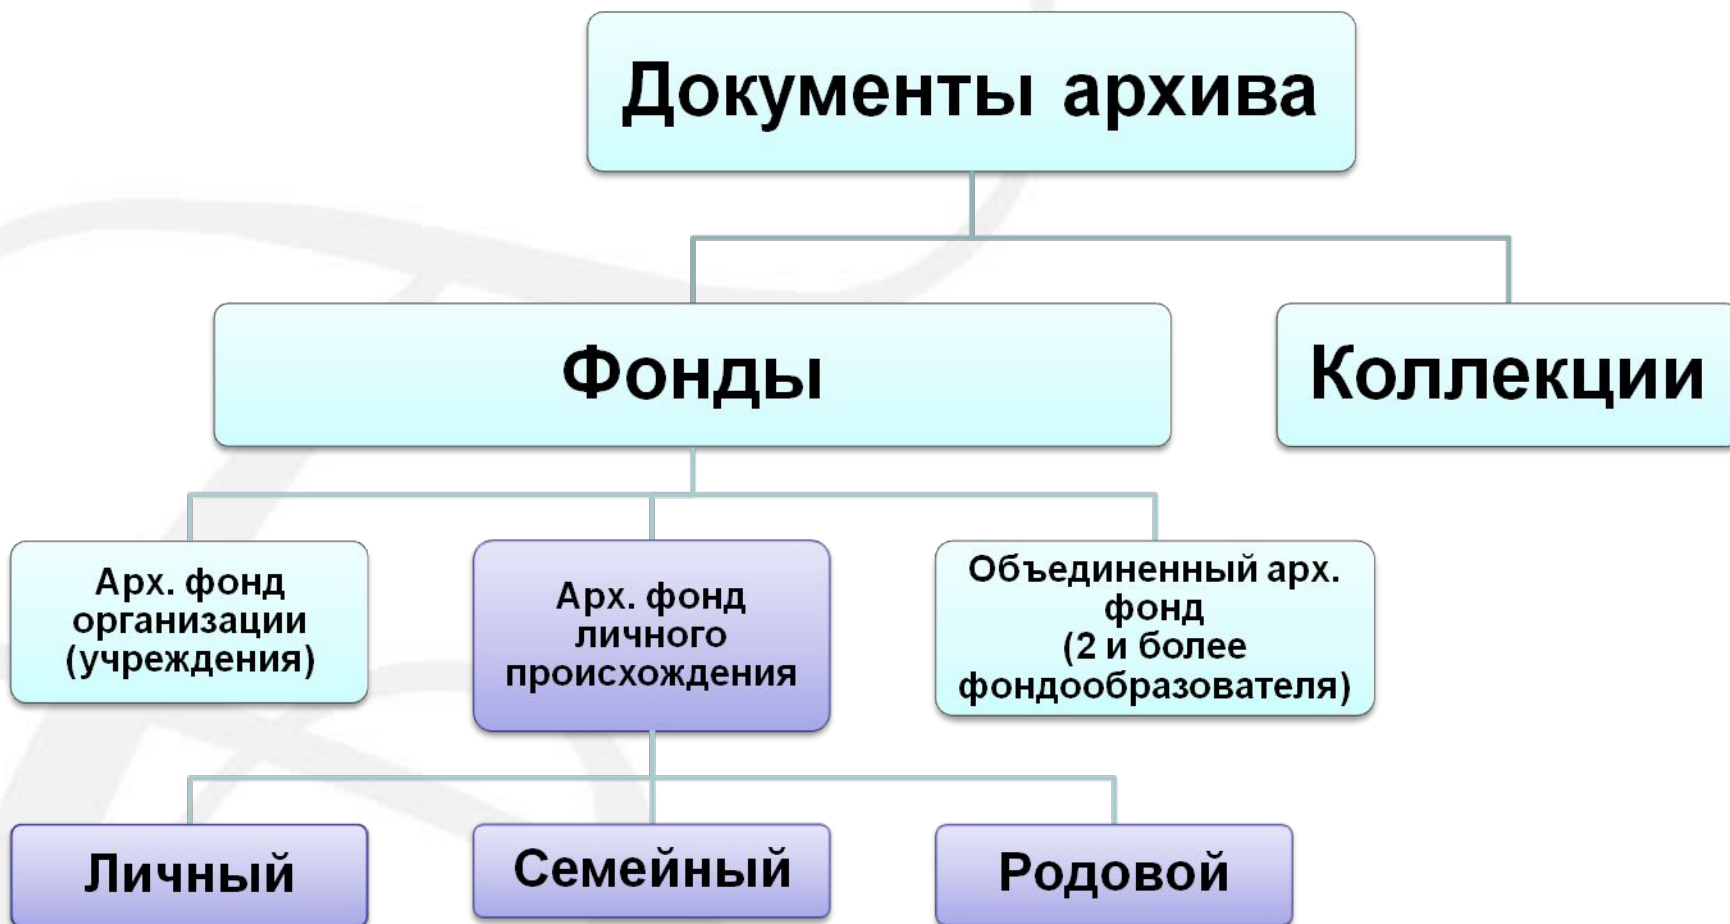 Документы архива
Фонды
Коллекции
Арх. фонд
организации
(учреждения)
Арх. фонд
личного
происхождения
Объединенный арх.
фонд
(2 и более
фондообразователя)
Личный
Семейный
Родовой